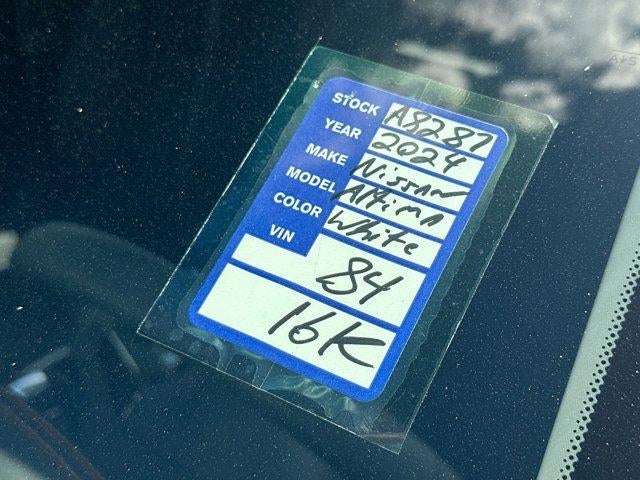 STOCK A8287
YEAR 2024
MAKE Nissan
MODEL Altima
COLOR White
VIN 84
16K